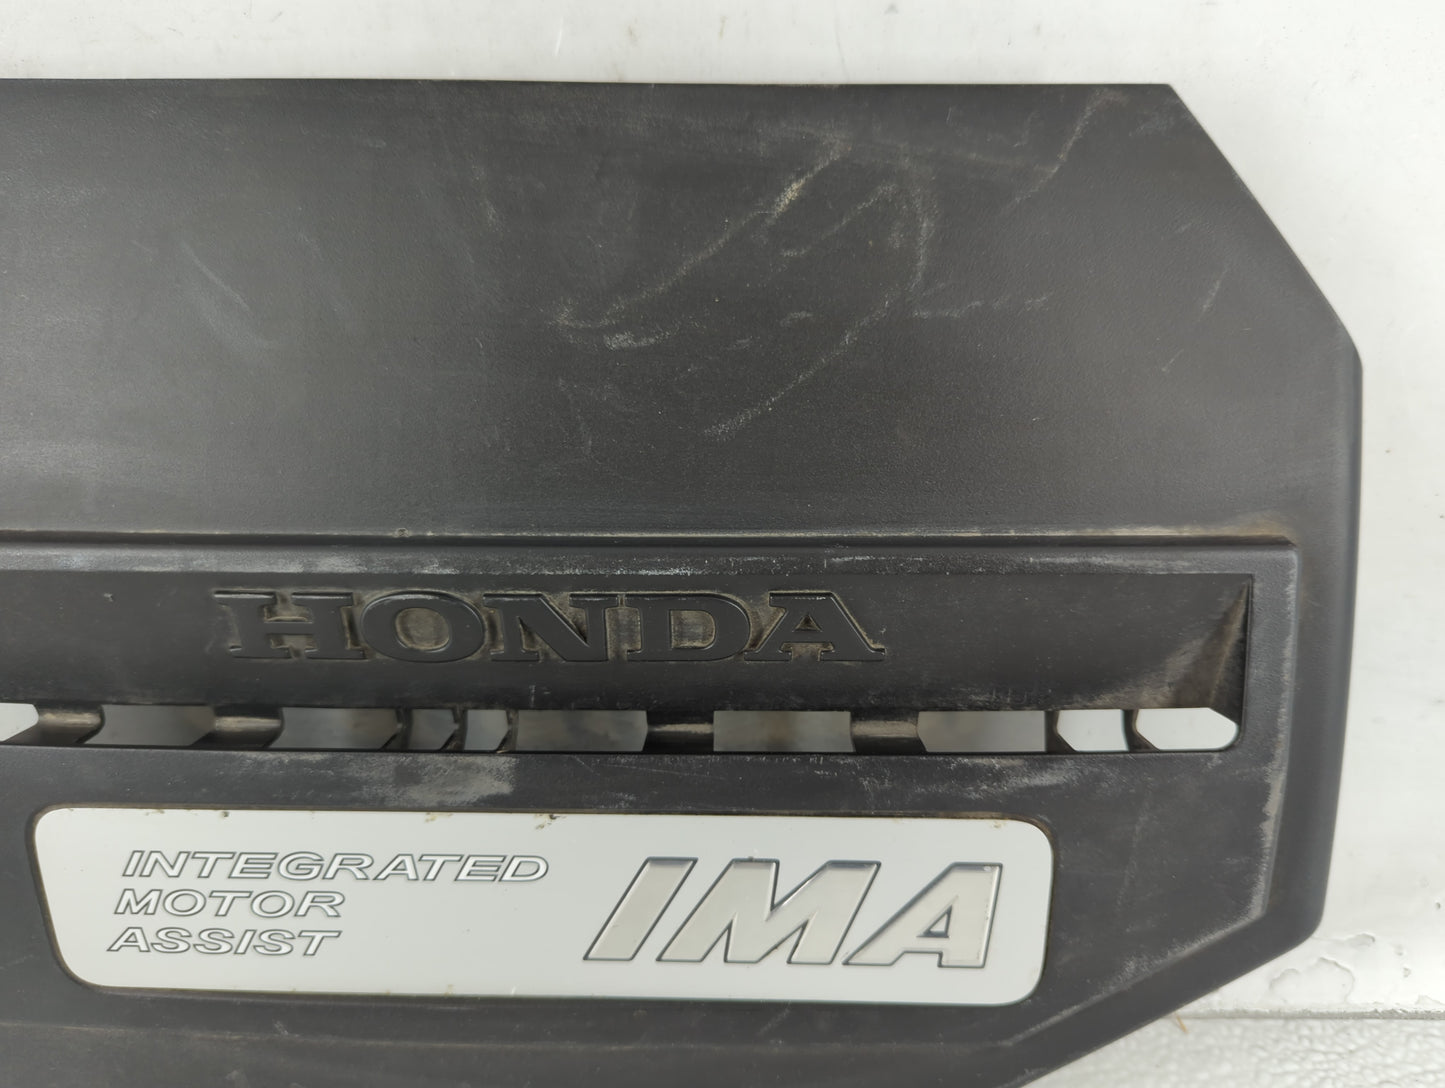 HONDA
INTEGRATED
MOTOR
ASSIST
IMA